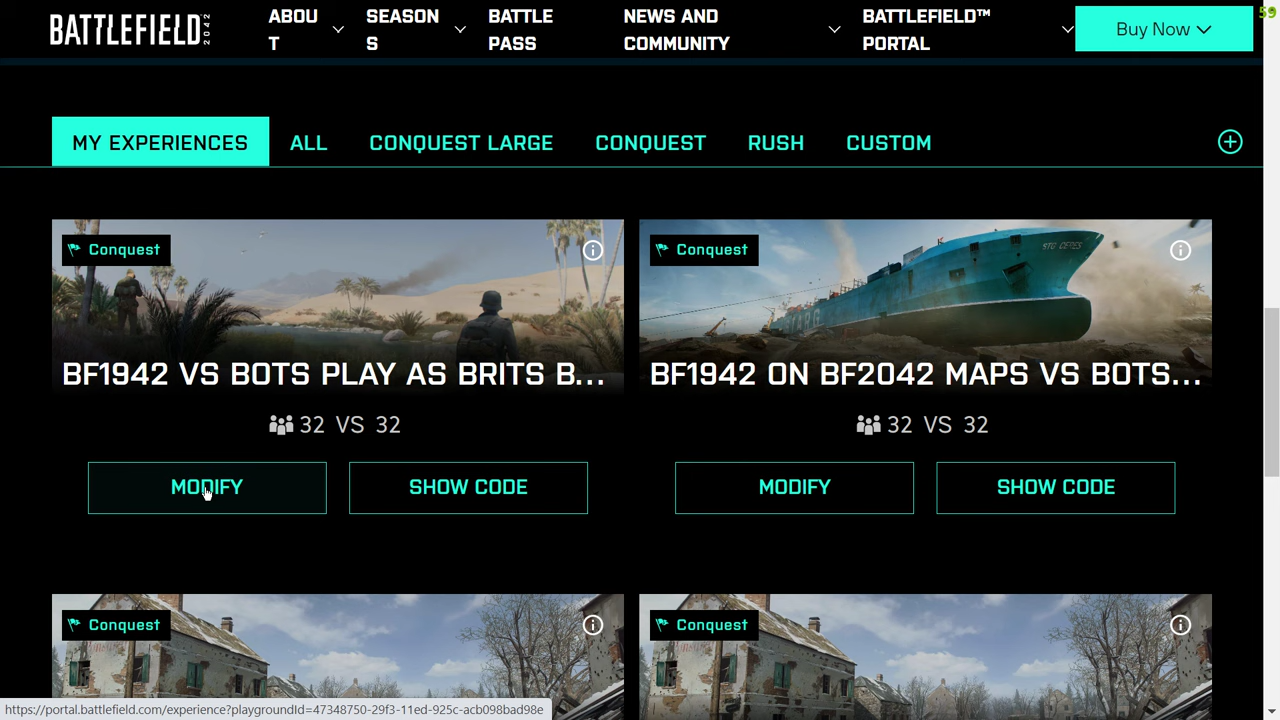 BATTLEFIELD 2042
ABOU
T
SEASON
S
BATTLE
PASS
NEWS AND
COMMUNITY
BATTLEFIELD™
PORTAL
Buy Now
59
MY EXPERIENCES
ALL
CONQUEST LARGE
CONQUEST
RUSH
CUSTOM
Conquest
BF1942 VS BOTS PLAY AS BRITS B...
32 VS 32
MODIFY
SHOW CODE
Conquest
BF1942 ON BF2042 MAPS VS BOTS...
32 VS 32
MODIFY
SHOW CODE
Conquest
Conquest
https://portal.battlefield.com/experience?playgroundId=47348750-29f3-11ed-925c-acb098bad98e